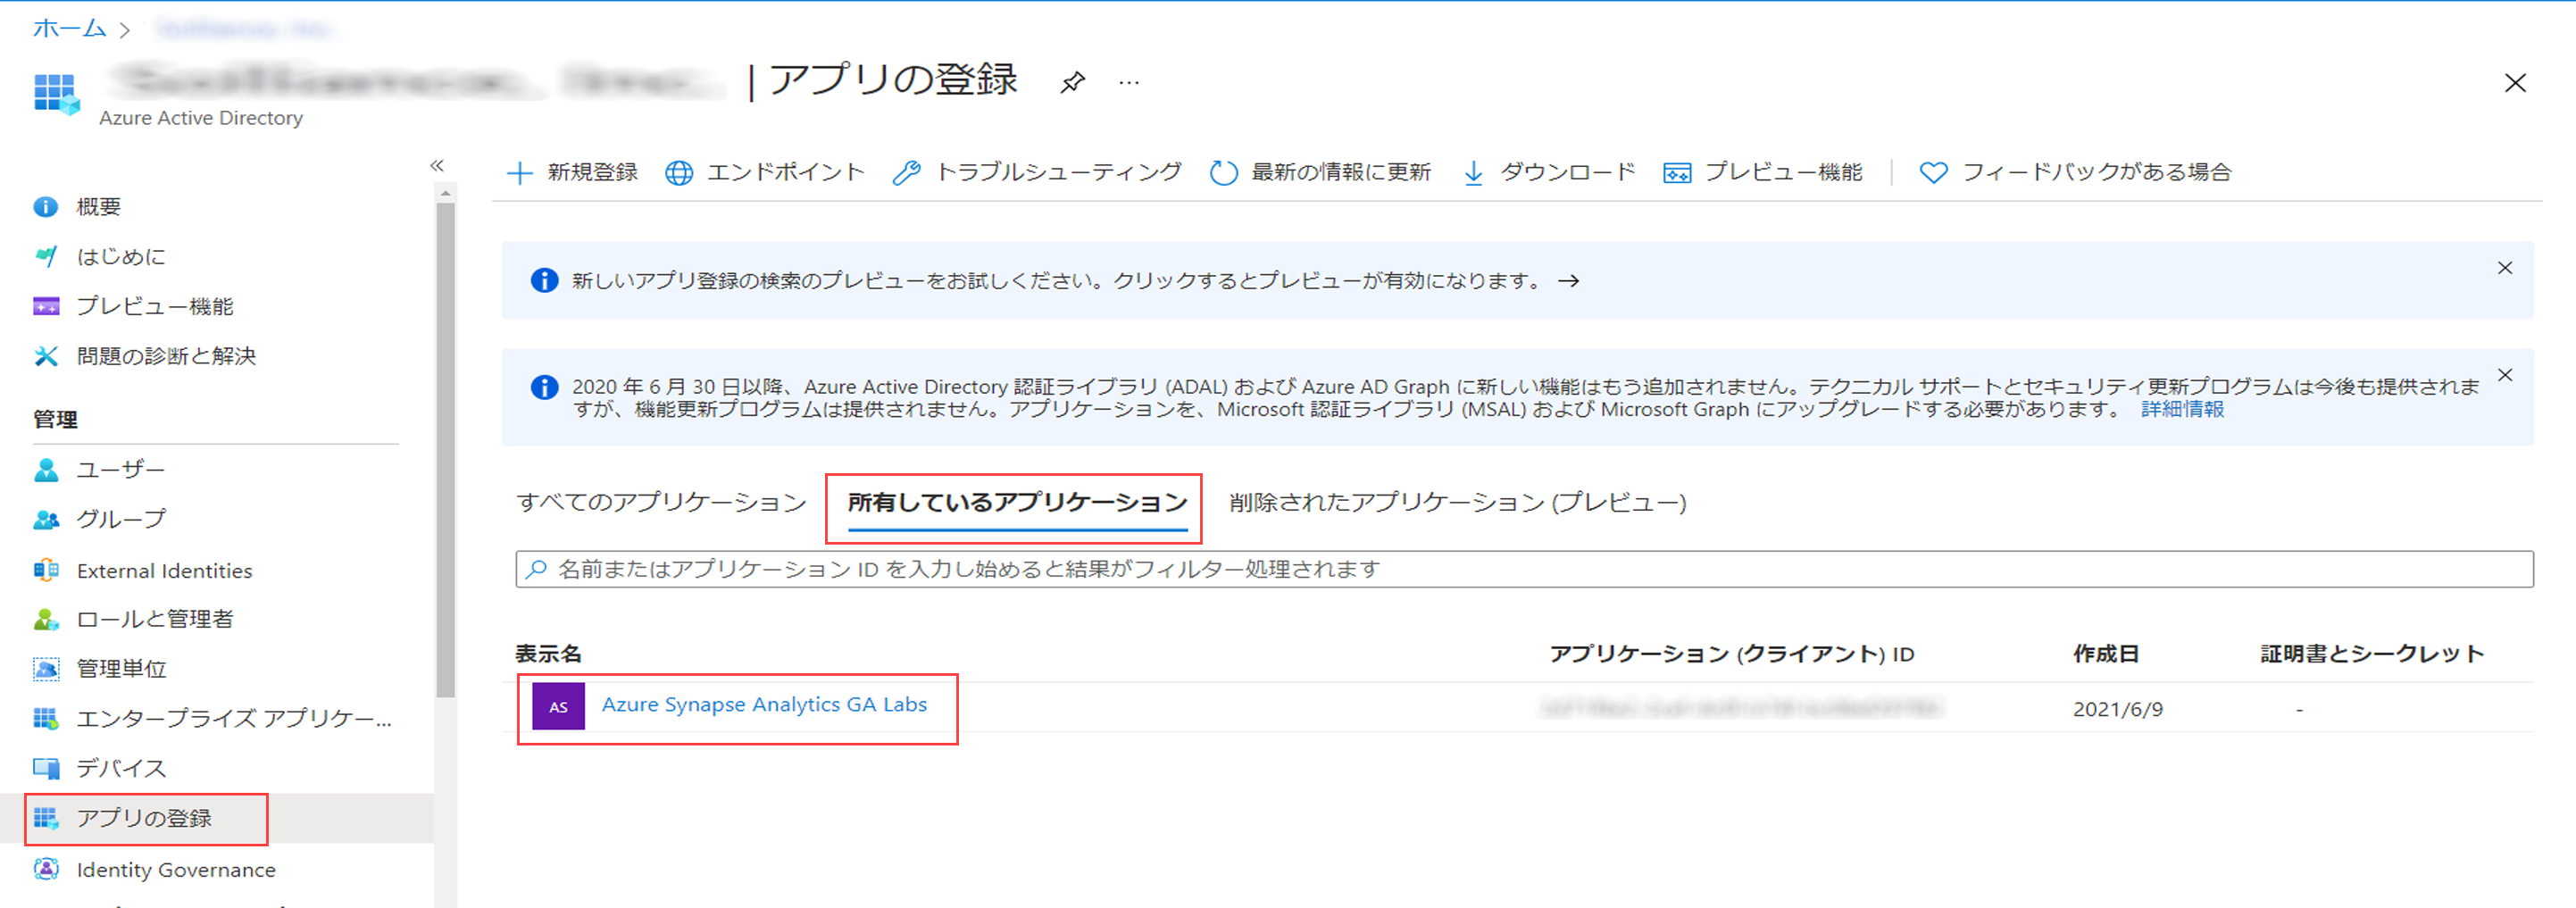 ホーム >
| アプリの登録 ...
Azure Active Directory
«
概要
はじめに
プレビュー機能
問題の診断と解決
管理
ユーザー
グループ
External Identities
ロールと管理者
管理単位
エンタープライズ アプリケー...
デバイス
アプリの登録
Identity Governance
新規登録 エンドポイント トラブルシューティング 最新の情報に更新 ダウンロード プレビュー機能 フィードバックがある場合
新しいアプリ登録の検索のプレビューをお試しください。クリックするとプレビューが有効になります。 →
2020 年 6 月 30 日以降、Azure Active Directory 認証ライブラリ (ADAL) および Azure AD Graph に新しい機能はもう追加されません。テクニカル サポートとセキュリティ更新プログラムは今後も提供されま
すが、機能更新プログラムは提供されません。アプリケーションを、Microsoft 認証ライブラリ (MSAL) および Microsoft Graph にアップグレードする必要があります。 詳細情報
すべてのアプリケーション 所有しているアプリケーション 削除されたアプリケーション (プレビュー)
名前またはアプリケーション ID を入力し始めると結果がフィルター処理されます
表示名 アプリケーション (クライアント) ID 作成日 証明書とシークレット
AS Azure Synapse Analytics GA Labs 2021/6/9 -